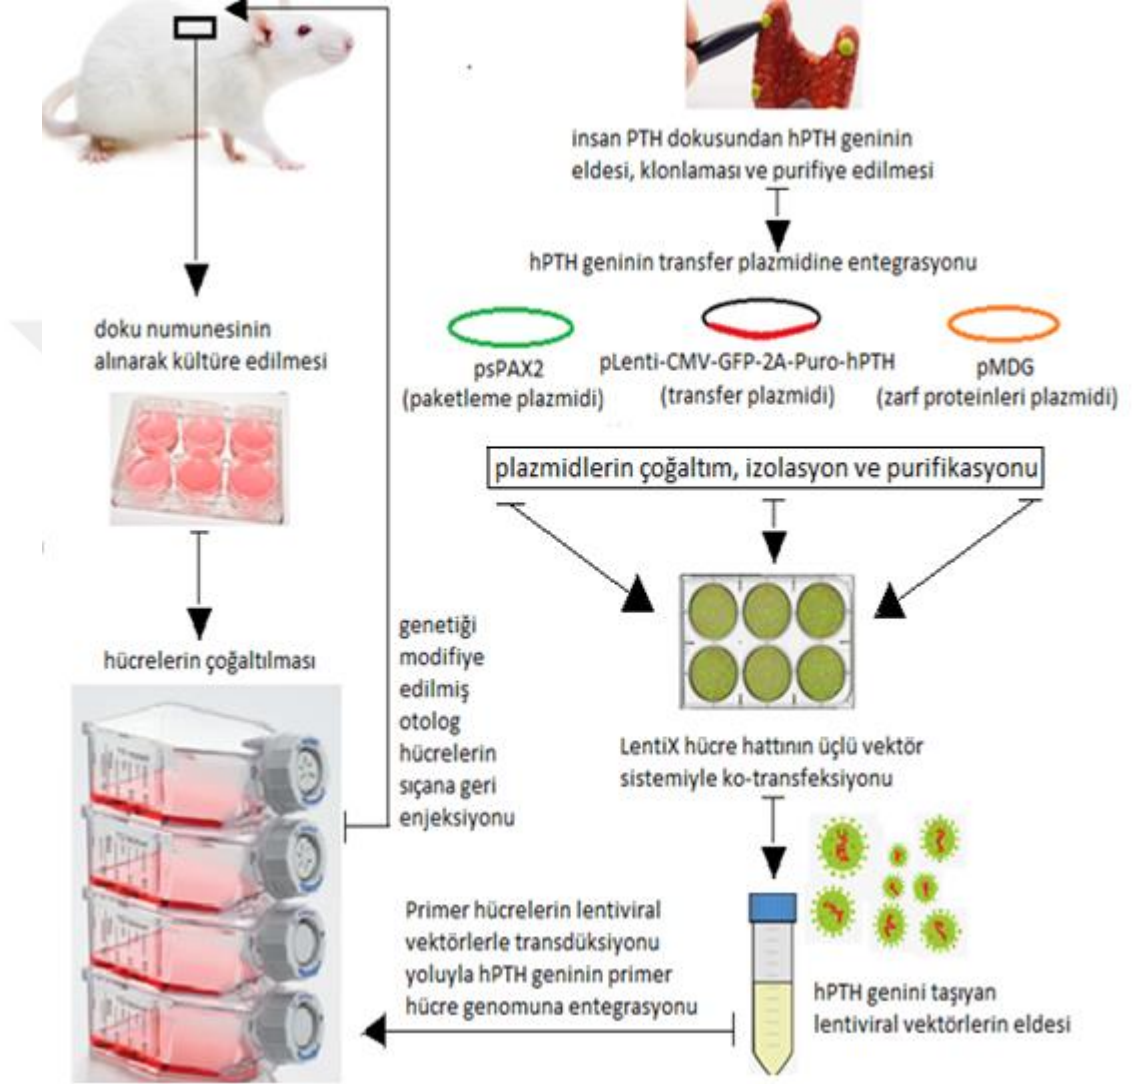 insan PTH dokusundan hPTH geninin
eldesi, klonlaması ve purifiye edilmesi
hPTH geninin transfer plazmidine entegrasyonu
psPAX2
(paketleme plazmidi)
pLenti-CMV-GFP-2A-Puro-hPTH
(transfer plazmidi)
pMDG
(zarf proteinleri plazmidi)
plazmidlerin çoğaltım, izolasyon ve purifikasyonu
LentiX hücre hattının üçlü vektör
sistemiyle ko-transfeksiyonu
hPTH genini taşıyan
lentiviral vektörlerin eldesi
doku numunesinin
alınarak kültüre edilmesi
hücrelerin çoğaltılması
Primer hücrelerin lentiviral
vektörlerle transdüksiyonu
yoluyla hPTH geninin primer
hücre genomuna entegrasyonu
genetiği
modifiye
edilmiş
otolog
hücrelerin
sıçana geri
enjeksiyonu